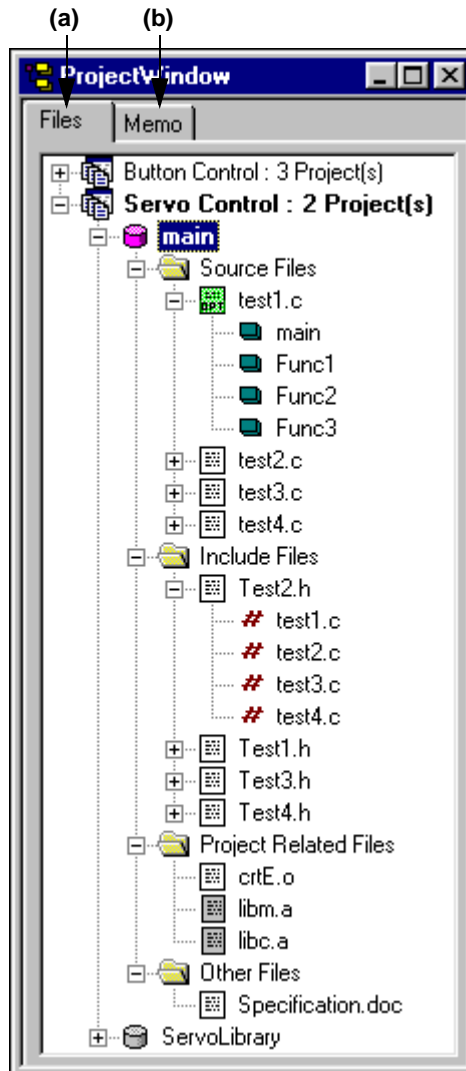 (a) (b)
ProjectWindow
Files Memo
Button Control : 3 Project(s)
Servo Control : 2 Project(s)
main
Source Files
test1.c
main
Func1
Func2
Func3
test2.c
test3.c
test4.c
Include Files
Test2.h
# test1.c
# test2.c
# test3.c
# test4.c
Test1.h
Test3.h
Test4.h
Project Related Files
crtE.o
libm.a
libc.a
Other Files
Specification.doc
ServoLibrary